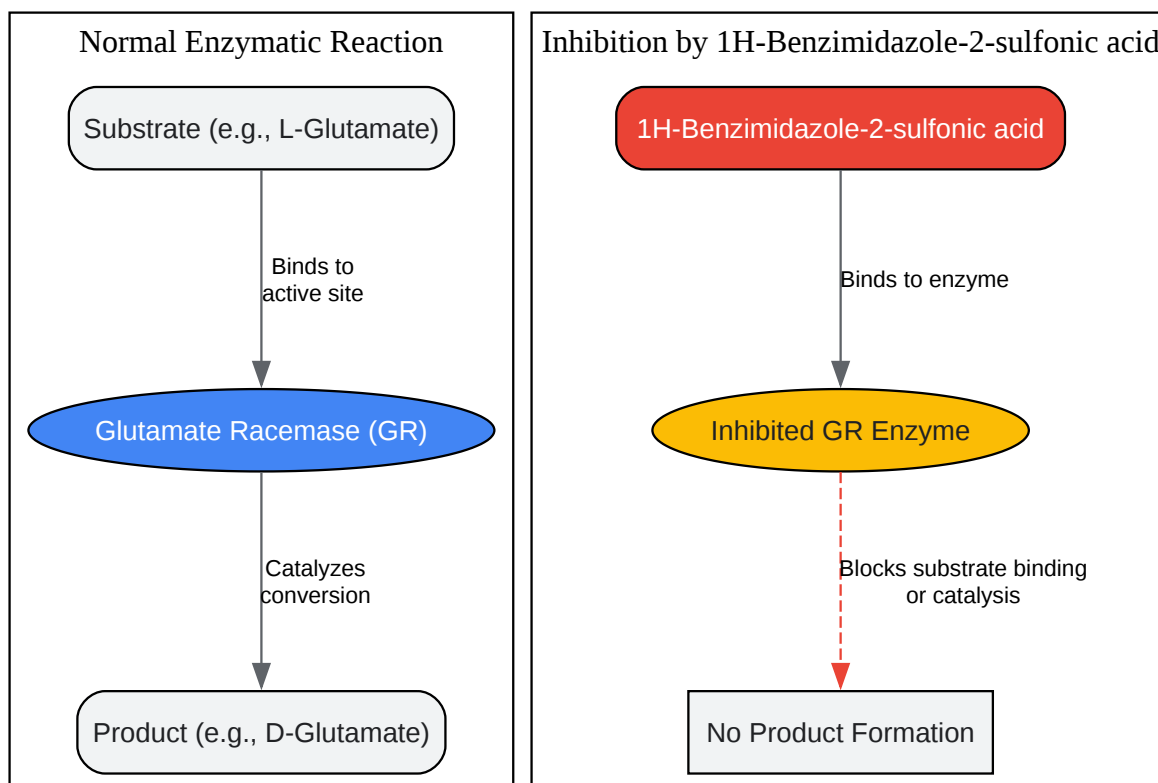 Normal Enzymatic Reaction
Substrate (e.g., L-Glutamate)
Binds to
active site
Glutamate Racemase (GR)
Catalyzes
conversion
Product (e.g., D-Glutamate)
Inhibition by 1H-Benzimidazole-2-sulfonic acid
1H-Benzimidazole-2-sulfonic acid
Binds to enzyme
Inhibited GR Enzyme
Blocks substrate binding
or catalysis
No Product Formation